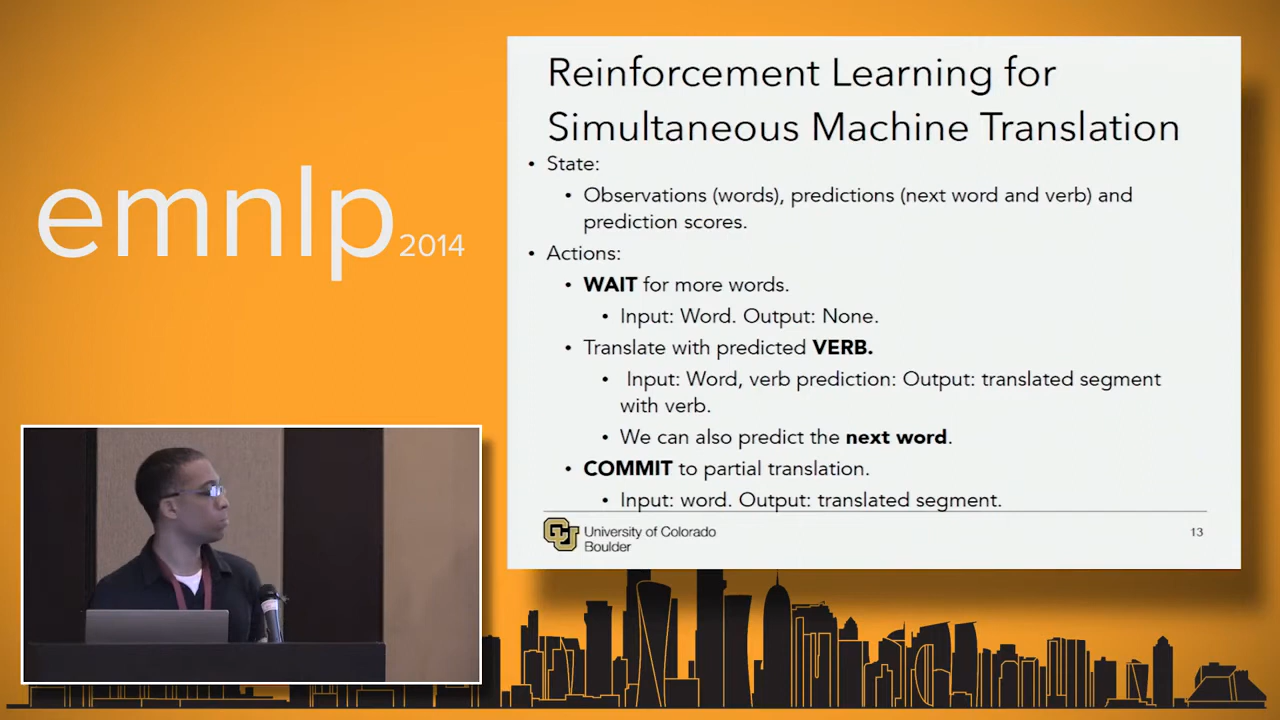 emnlp 2014
Reinforcement Learning for
Simultaneous Machine Translation
• State:
• Observations (words), predictions (next word and verb) and
prediction scores.
• Actions:
• WAIT for more words.
• Input: Word. Output: None.
• Translate with predicted VERB.
• Input: Word, verb prediction: Output: translated segment
with verb.
• We can also predict the next word.
• COMMIT to partial translation.
• Input: word. Output: translated segment.
CU
University of Colorado
Boulder
13